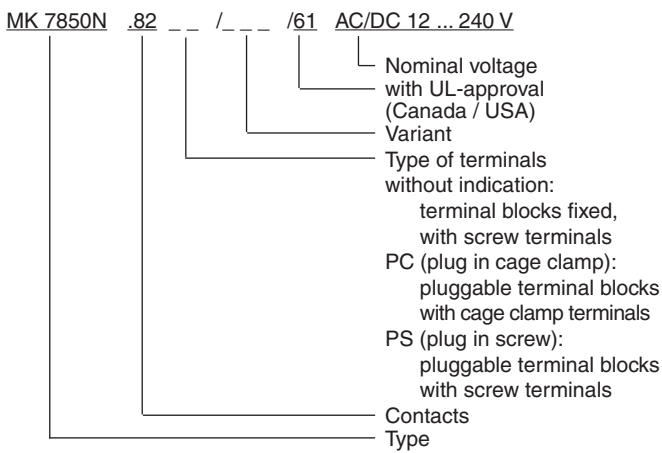 MK 7850N .82 _ _ /_ _ _ /61 AC/DC 12 ... 240 V
Nominal voltage
with UL-approval
(Canada / USA)
Variant
Type of terminals
without indication:
terminal blocks fixed,
with screw terminals
PC (plug in cage clamp):
pluggable terminal blocks
with cage clamp terminals
PS (plug in screw):
pluggable terminal blocks
with screw terminals
Contacts
Type